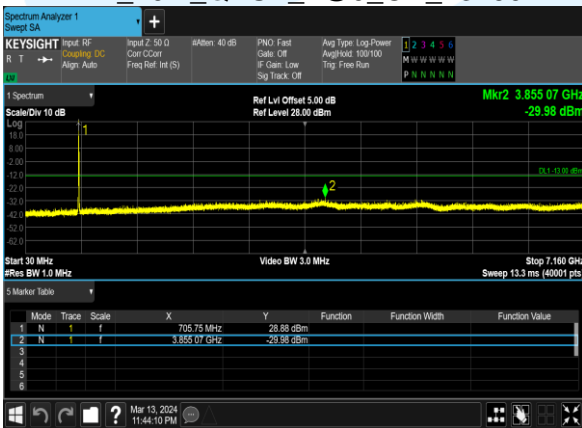 Spectrum Analyzer 1
Swept SA
KEYSIGHT
R T
LW
Input: RF
Coupling: DC
Align: Auto
Input Z: 50 Ω
Corr CCorr
Freq Ref: Int (S)
#Atten: 40 dB
PNO: Fast
Gate: Off
IF Gain: Low
Sig Track: Off
Avg Type: Log-Power
Avg|Hold: 100/100
Trig: Free Run
1 2 3 4 5 6
M W W W W W
P N N N N N
1 Spectrum
Scale/Div 10 dB
Ref Lvl Offset 5.00 dB
Ref Level 28.00 dBm
Mkr2 3.855 07 GHz
-29.98 dBm
Log
18.0
8.00
-2.00
-12.0
-22.0
-32.0
-42.0
-52.0
-62.0
1
2
DL1 -13.00 dBm
Start 30 MHz
#Res BW 1.0 MHz
Video BW 3.0 MHz
Stop 7.160 GHz
Sweep 13.3 ms (40001 pts
5 Marker Table
Mode Trace Scale X Y Function Function Width Function Value
1 N 1 f 705.75 MHz 28.88 dBm
2 N 1 f 3.855 07 GHz -29.98 dBm
3
4
5
6
?
Mar 13, 2024
11:44:10 PM